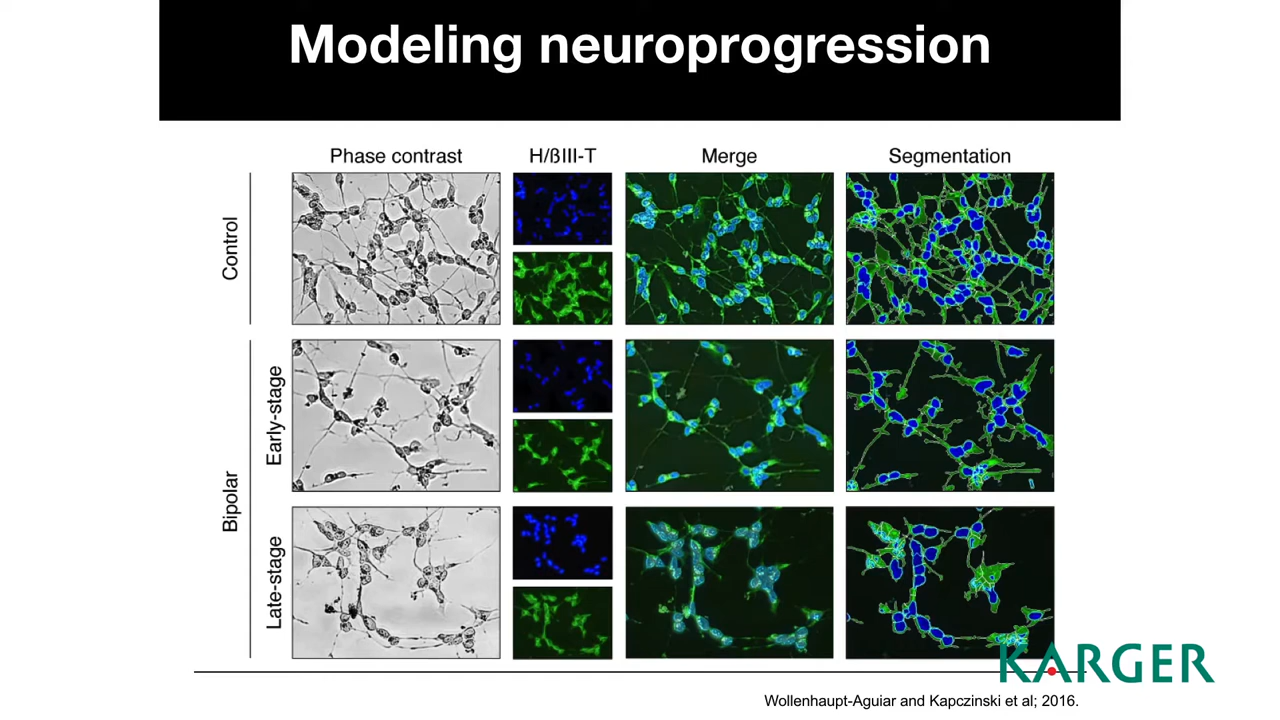 Modeling neuroprogression
Phase contrast
H/ßIII-T
Merge
Segmentation
Control
Bipolar
Early-stage
Late-stage
KARGER
Wollenhaupt-Aguiar and Kapczinski et al; 2016.